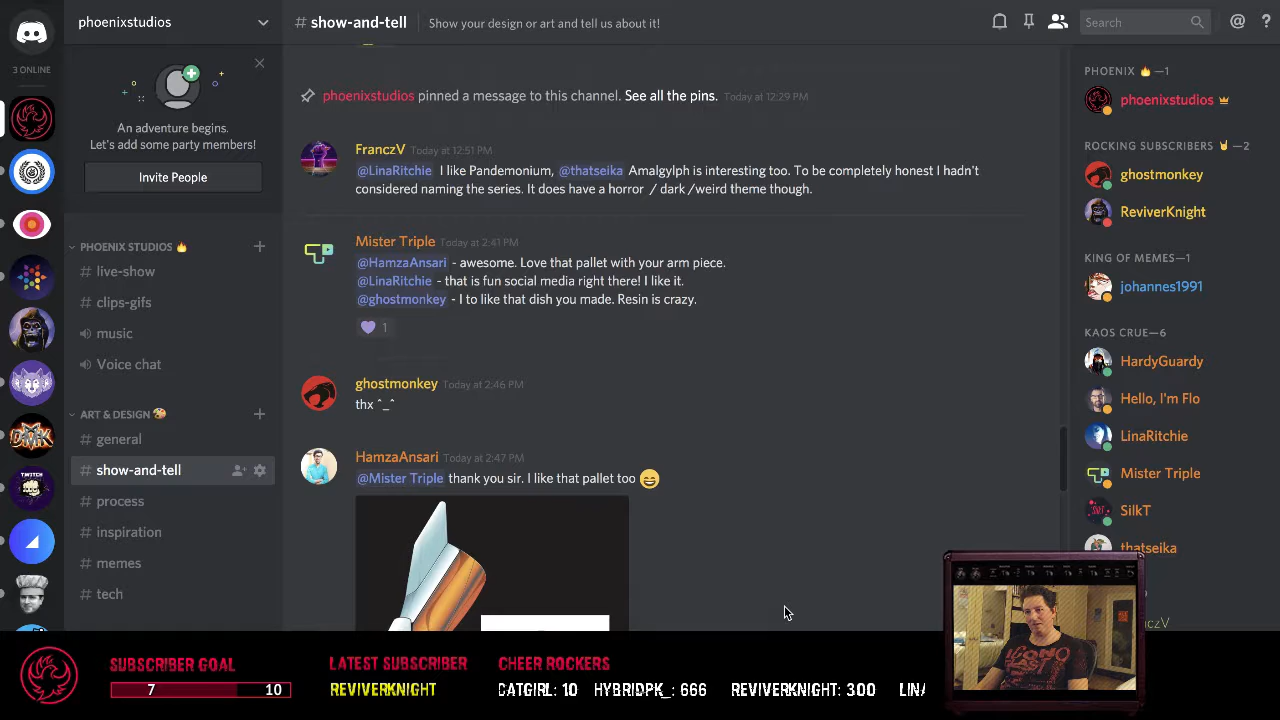 phoenixstudios
# show-and-tell
Show your design or art and tell us about it!
Search
3 ONLINE
An adventure begins.
Let's add some party members!
Invite People
PHOENIX STUDIOS 🔥
live-show
# clips-gifs
music
Voice chat
ART & DESIGN 🎨
# general
# show-and-tell
# process
# inspiration
# memes
# tech
phoenixstudios pinned a message to this channel. See all the pins. Today at 12:29 PM
FranczV Today at 12:51 PM
@LinaRitchie I like Pandemonium, @thatseika Amalgylph is interesting too. To be completely honest I hadn't
considered naming the series. It does have a horror / dark /weird theme though.
Mister Triple Today at 2:41 PM
@HamzaAnsari - awesome. Love that pallet with your arm piece.
@LinaRitchie - that is fun social media right there! I like it.
@ghostmonkey - I to like that dish you made. Resin is crazy.
💜 1
ghostmonkey Today at 2:46 PM
thx ^_^
HamzaAnsari Today at 2:47 PM
@Mister Triple thank you sir. I like that pallet too 😄
PHOENIX 🔥—1
phoenixstudios
ROCKING SUBSCRIBERS 🤘—2
ghostmonkey
ReviverKnight
KING OF MEMES—1
johannes1991
KAOS CRUE—6
HardyGuardy
Hello, I'm Flo
LinaRitchie
Mister Triple
SilkT
thatseika
DMK
TWITCH
SUBSCRIBER GOAL
7 10
LATEST SUBSCRIBER
REVIVERKNIGHT
CHEER ROCKERS
CATGIRL: 10 HYBRIDPK_: 666 REVIVERKNIGHT: 300 LINA